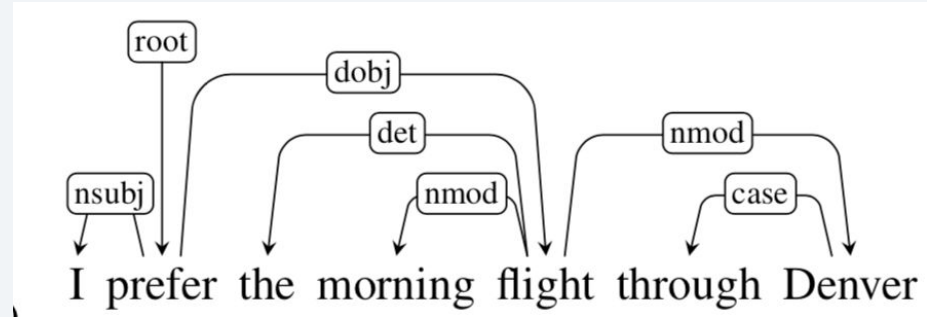 root
dobj
det
nmod
nsubj
nmod
case
I prefer the morning flight through Denver